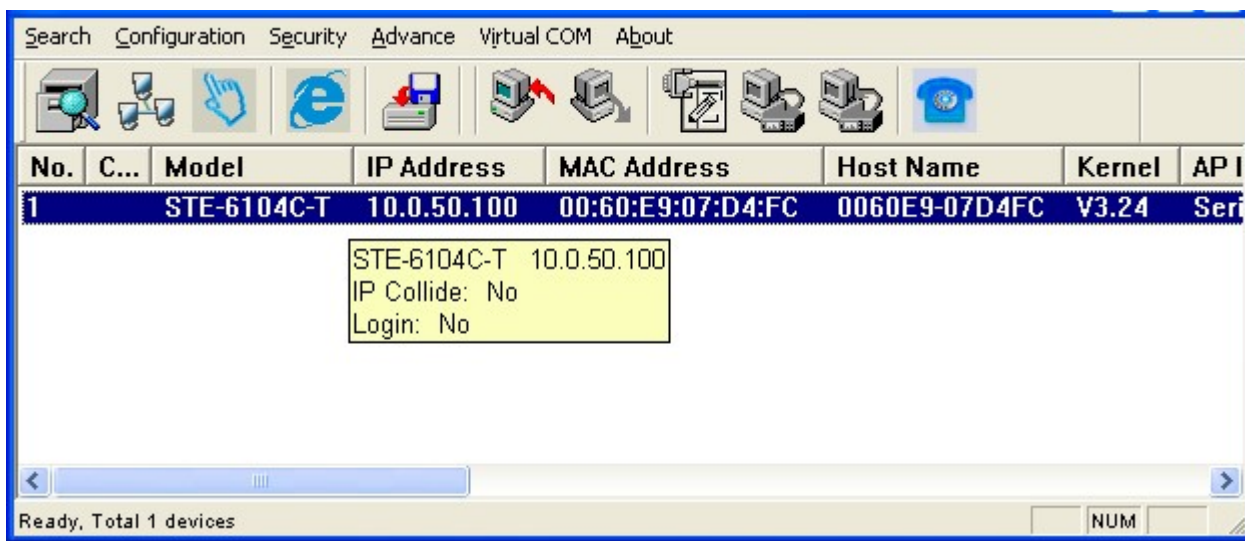 Search Configuration Security Advance Virtual COM About
No. C... Model IP Address MAC Address Host Name Kernel AP I
1 STE-6104C-T 10.0.50.100 00:60:E9:07:D4:FC 0060E9-07D4FC V3.24 Seri
STE-6104C-T 10.0.50.100
IP Collide: No
Login: No
Ready, Total 1 devices NUM